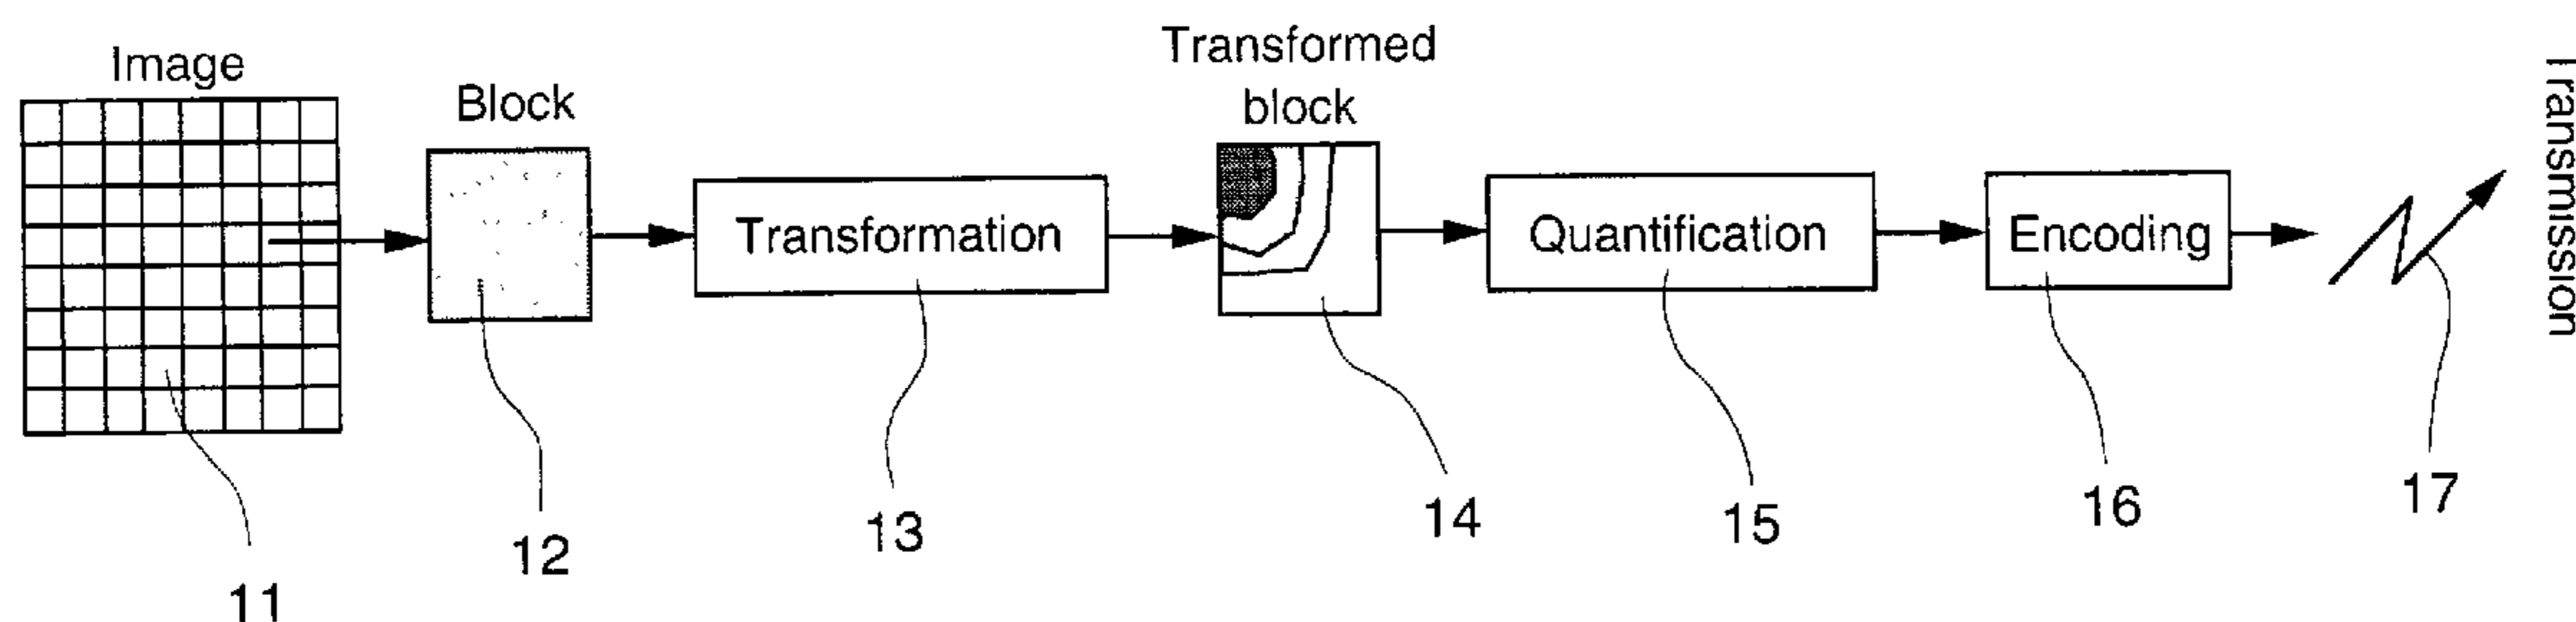 Image
Block
Transformation
Transformed
block
Quantification
Encoding
Transmission
11
12
13
14
15
16
17